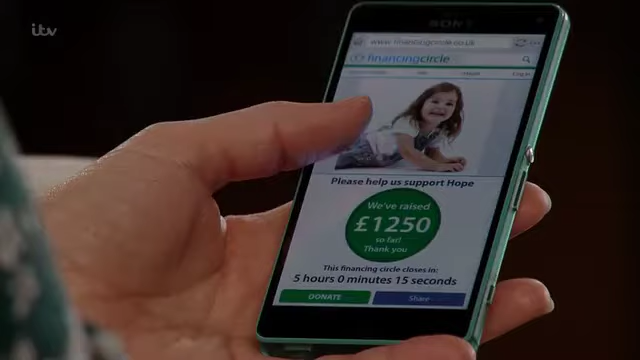 itv
SONY
www.financingcircle.co.uk
financingcircle
Please help us support Hope
We've raised
£1250
so far!
Thank you
This financing circle closes in:
5 hours 0 minutes 15 seconds
DONATE Share